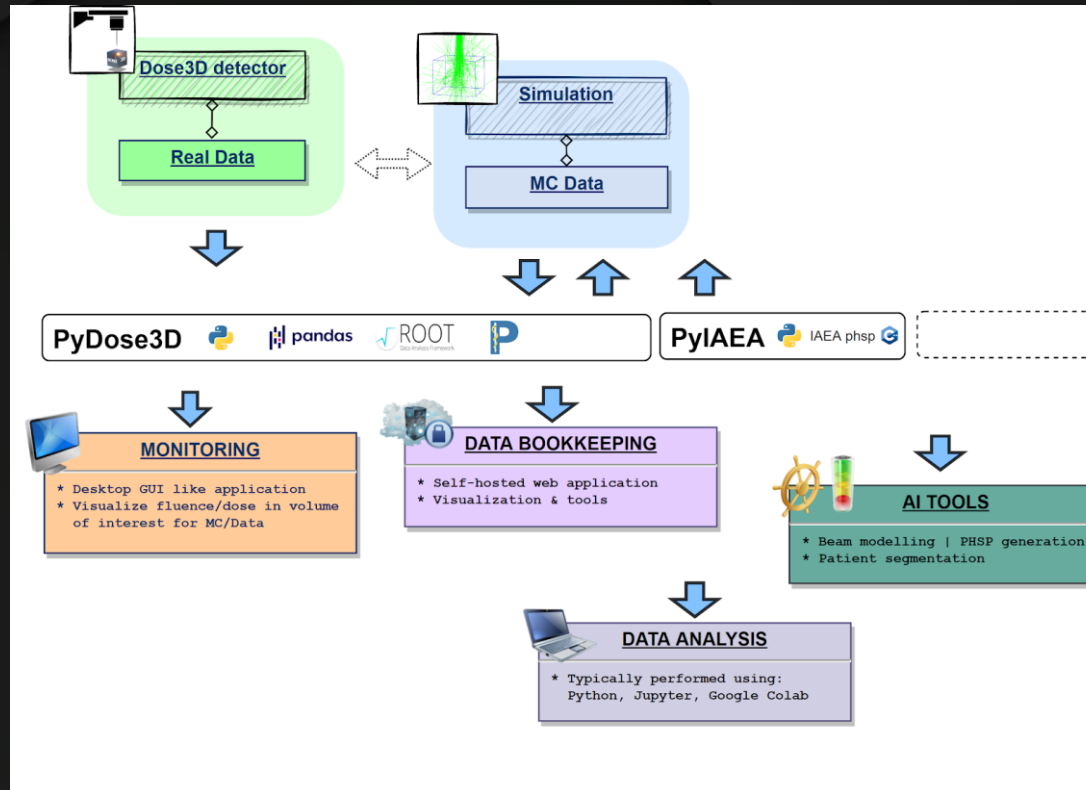 Dose3D detector
Real Data
Simulation
MC Data
PyDose3D
pandas
ROOT
Data Analysis Framework
P
PyIAEA
IAEA phsp
C
MONITORING
* Desktop GUI like application
* Visualize fluence/dose in volume
of interest for MC/Data
DATA BOOKKEEPING
* Self-hosted web application
* Visualization & tools
AI TOOLS
* Beam modelling | PHSP generation
* Patient segmentation
DATA ANALYSIS
* Typically performed using:
Python, Jupyter, Google Colab